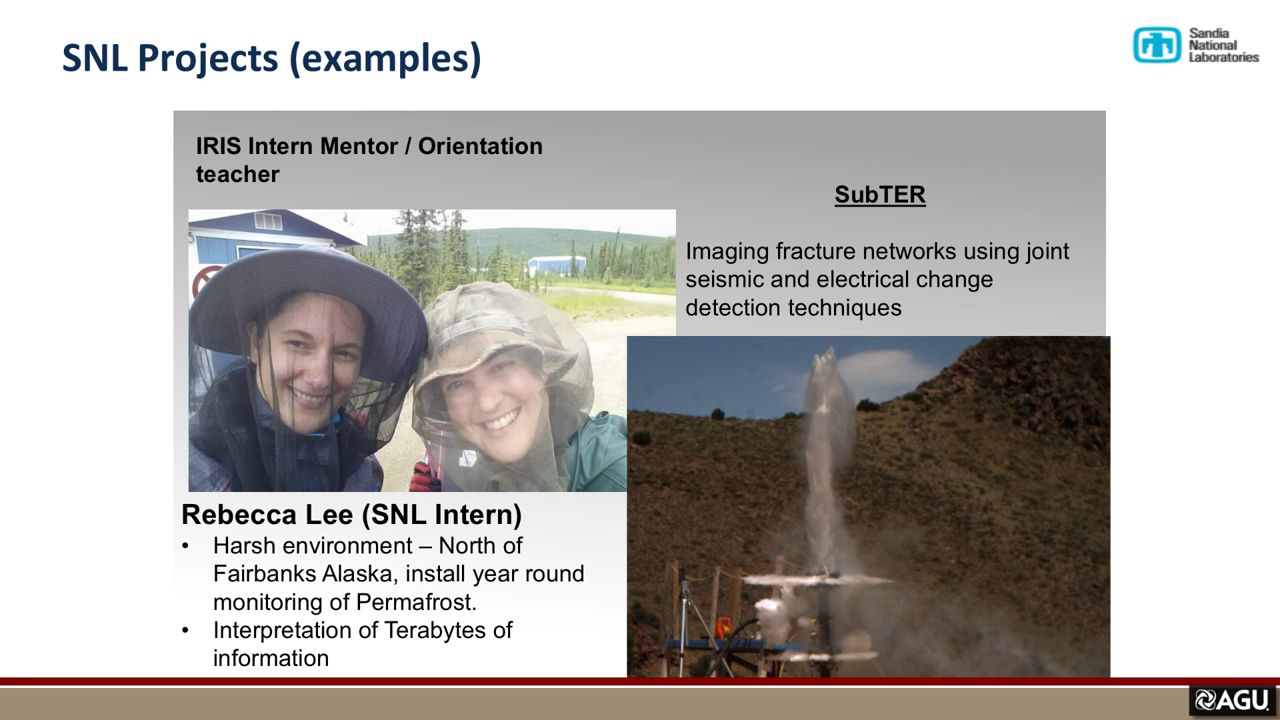 SNL Projects (examples)
Sandia
National
Laboratories
IRIS Intern Mentor / Orientation
teacher
SubTER
Imaging fracture networks using joint
seismic and electrical change
detection techniques
Rebecca Lee (SNL Intern)
• Harsh environment – North of
Fairbanks Alaska, install year round
monitoring of Permafrost.
• Interpretation of Terabytes of
information
AGU